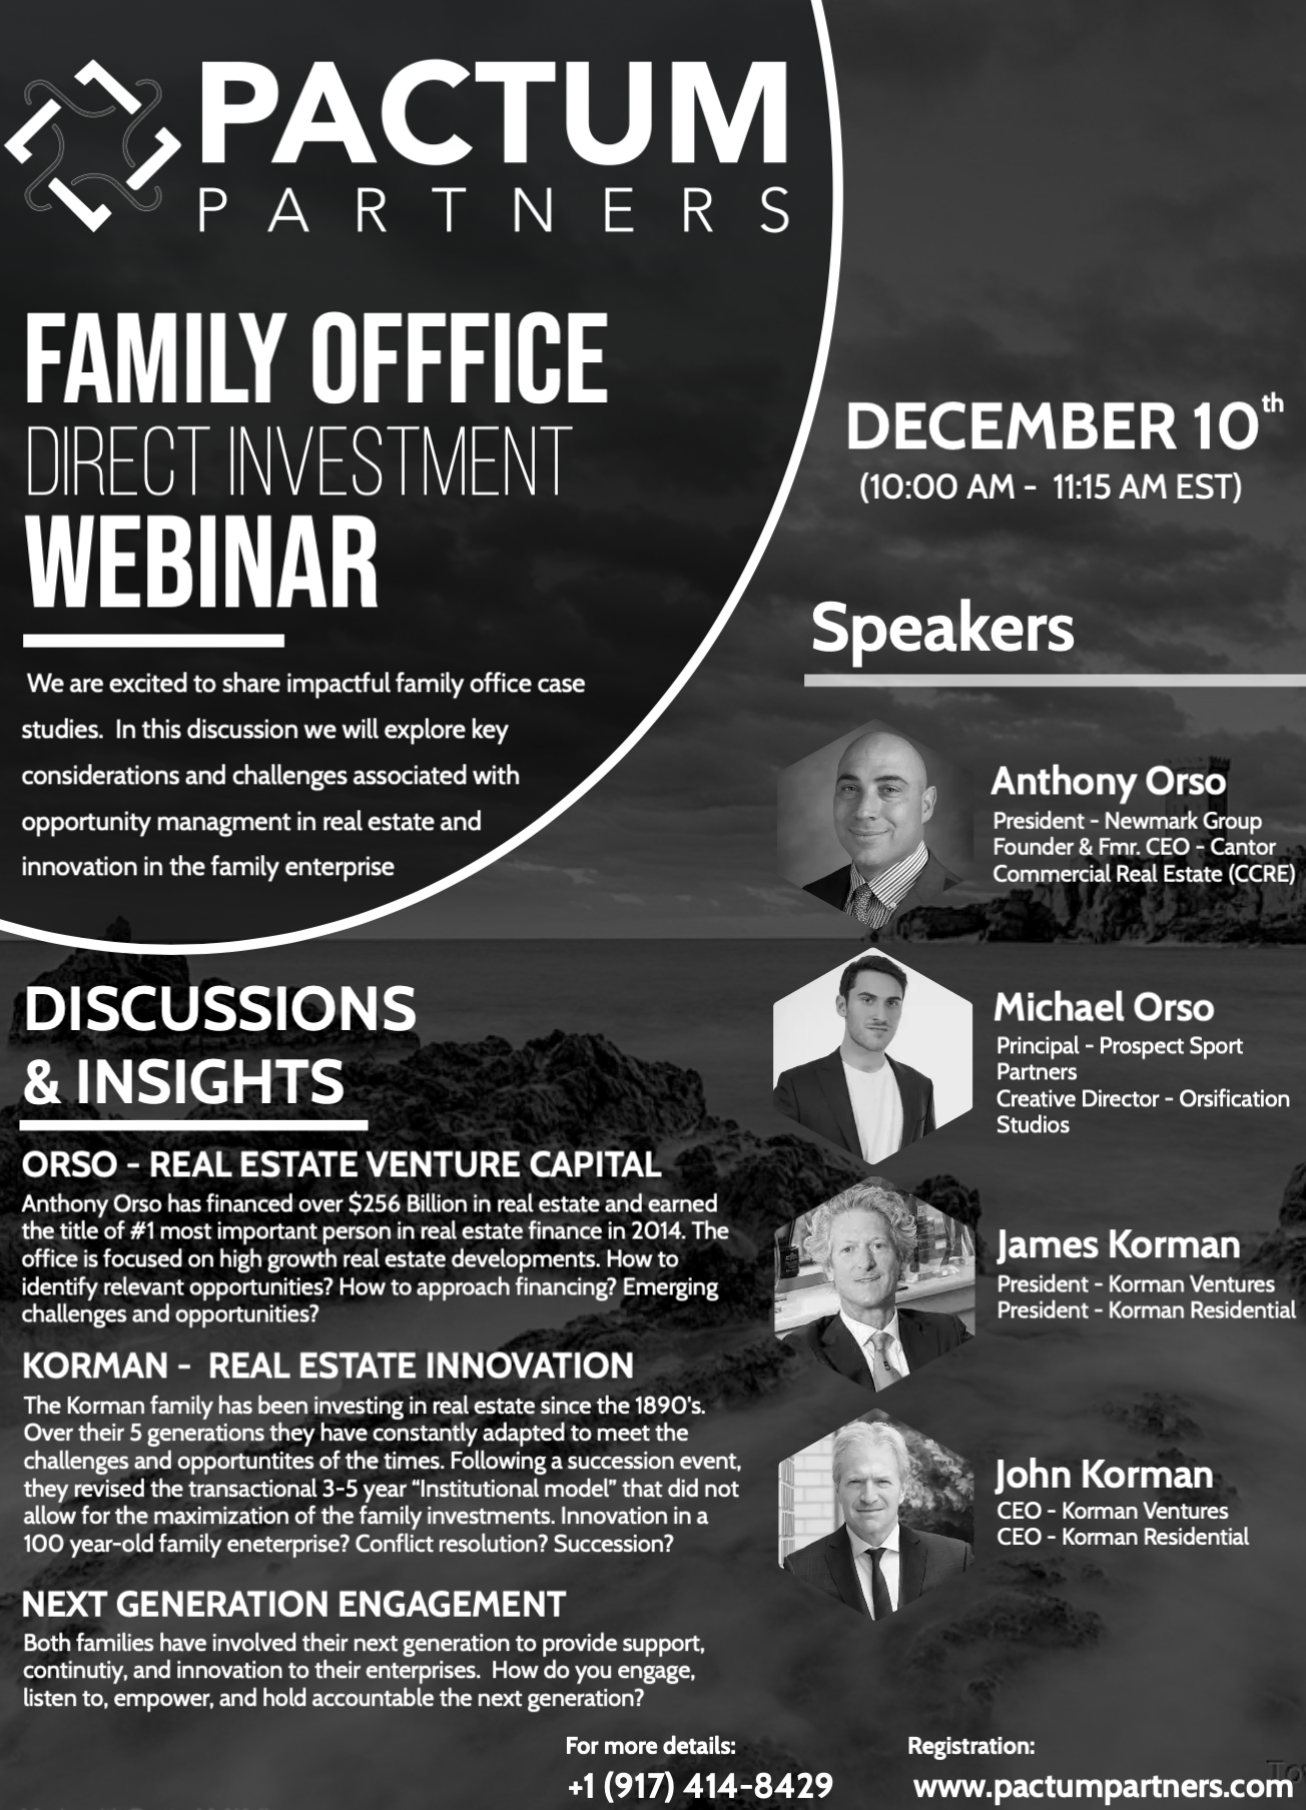 PACTUM
PARTNERS
FAMILY OFFFICE
DIRECT INVESTMENT
WEBINAR
We are excited to share impactful family office case
studies. In this discussion we will explore key
considerations and challenges associated with
opportunity managment in real estate and
innovation in the family enterprise
DECEMBER 10th
(10:00 AM - 11:15 AM EST)
Speakers
Anthony Orso
President - Newmark Group
Founder & Fmr. CEO - Cantor
Commercial Real Estate (CCRE)
Michael Orso
Principal - Prospect Sport
Partners
Creative Director - Orsification
Studios
James Korman
President - Korman Ventures
President - Korman Residential
John Korman
CEO - Korman Ventures
CEO - Korman Residential
DISCUSSIONS
& INSIGHTS
ORSO - REAL ESTATE VENTURE CAPITAL
Anthony Orso has financed over $256 Billion in real estate and earned
the title of #1 most important person in real estate finance in 2014. The
office is focused on high growth real estate developments. How to
identify relevant opportunities? How to approach financing? Emerging
challenges and opportunities?
KORMAN - REAL ESTATE INNOVATION
The Korman family has been investing in real estate since the 1890's.
Over their 5 generations they have constantly adapted to meet the
challenges and opportuntites of the times. Following a succession event,
they revised the transactional 3-5 year “Institutional model” that did not
allow for the maximization of the family investments. Innovation in a
100 year-old family eneterprise? Conflict resolution? Succession?
NEXT GENERATION ENGAGEMENT
Both families have involved their next generation to provide support,
continutiy, and innovation to their enterprises. How do you engage,
listen to, empower, and hold accountable the next generation?
For more details:
+1 (917) 414-8429
Registration:
www.pactumpartners.com